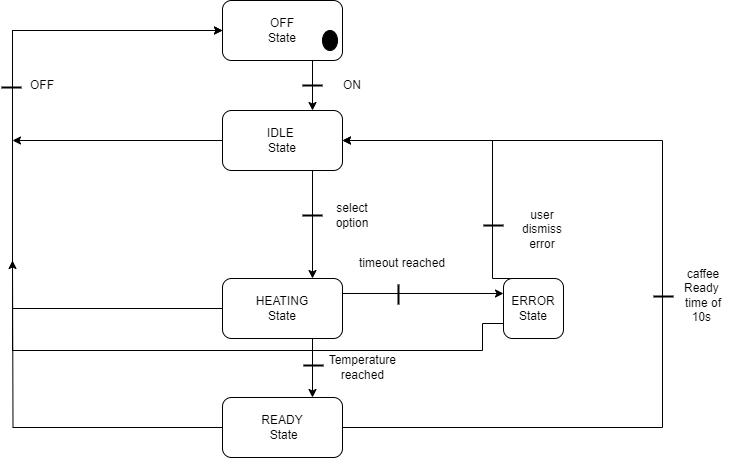 OFF
State
OFF
ON
IDLE
State
select
option
user
dismiss
error
timeout reached
caffee
Ready
time of
10s
HEATING
State
ERROR
State
Temperature
reached
READY
State